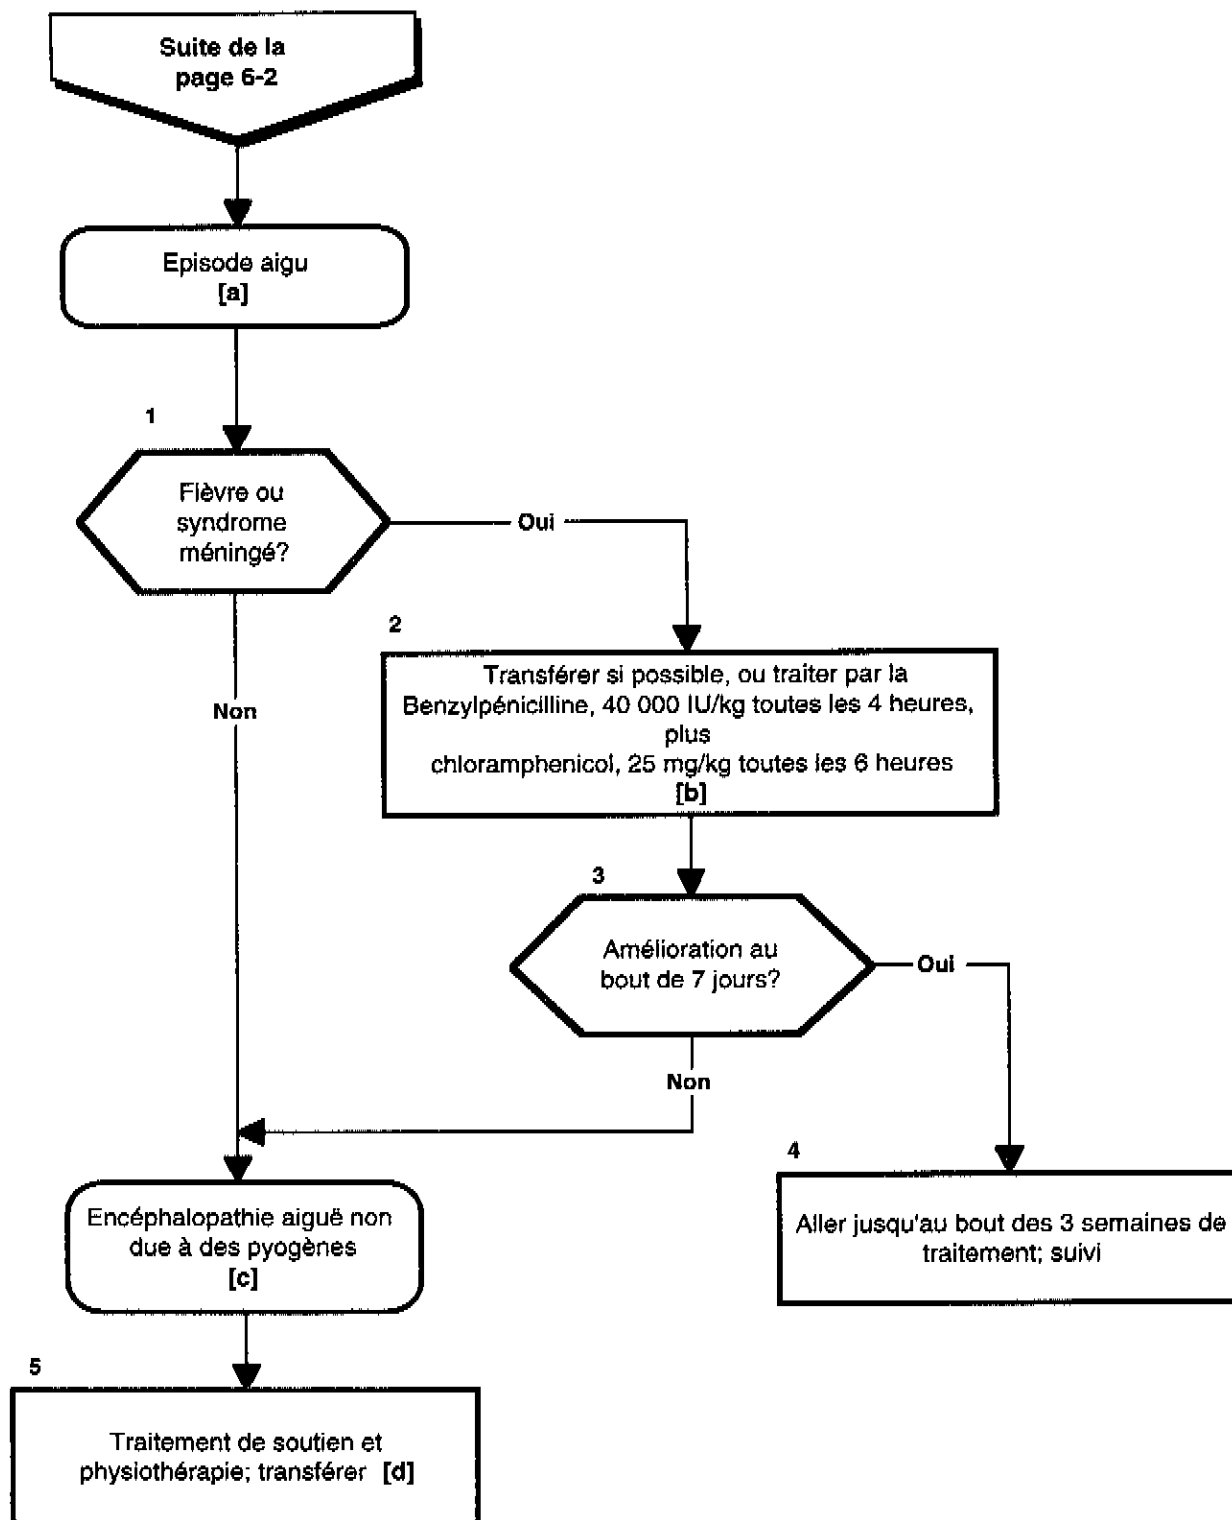 Suite de la
page 6-2
Episode aigu
[a]
1
Fièvre ou
syndrome
méningé?
Oui
Non
2
Transférer si possible, ou traiter par la
Benzylpénicilline, 40 000 IU/kg toutes les 4 heures,
plus
chloramphenicol, 25 mg/kg toutes les 6 heures
[b]
3
Amélioration au
bout de 7 jours?
Oui
Non
4
Aller jusqu'au bout des 3 semaines de
traitement; suivi
Encéphalopathie aiguë non
due à des pyogènes
[c]
5
Traitement de soutien et
physiothérapie; transférer [d]